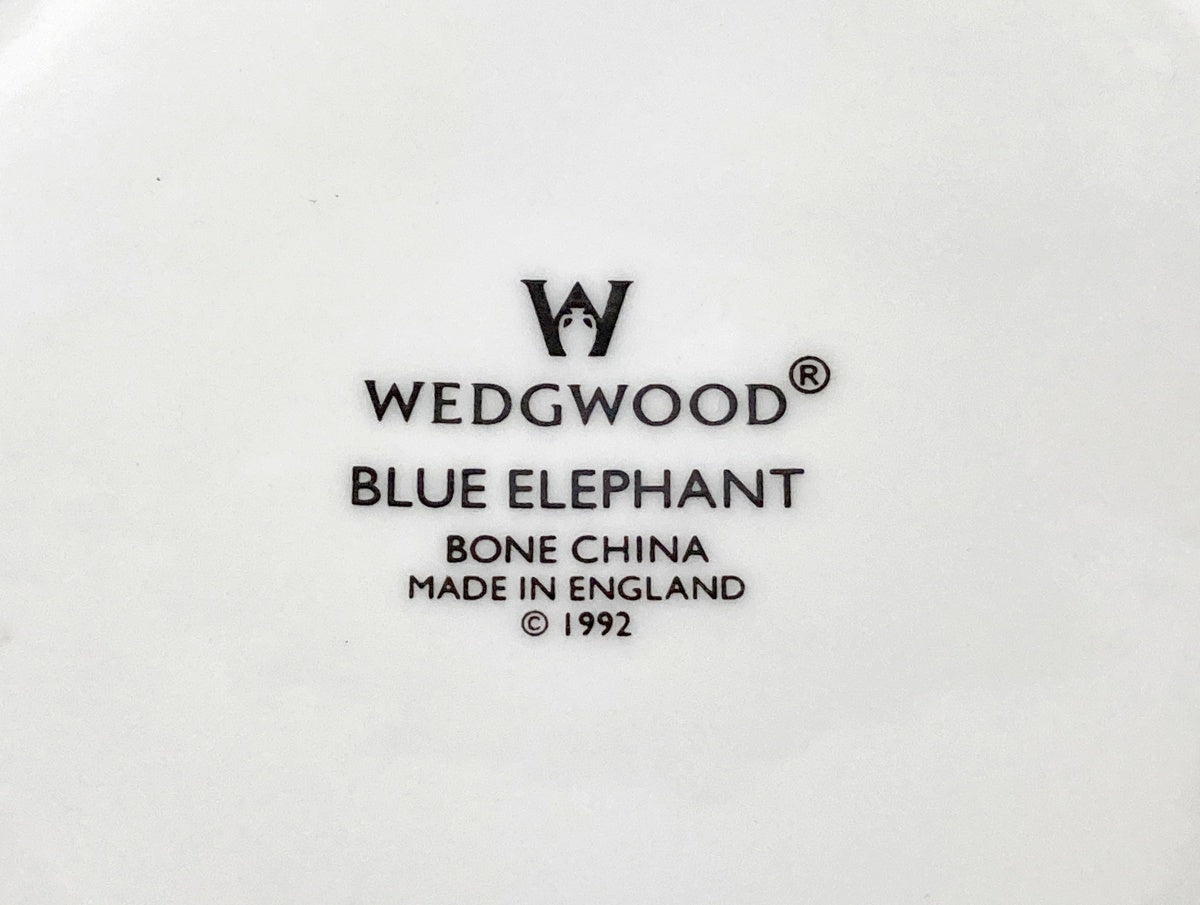 W
WEDGWOOD®
BLUE ELEPHANT
BONE CHINA
MADE IN ENGLAND
© 1992